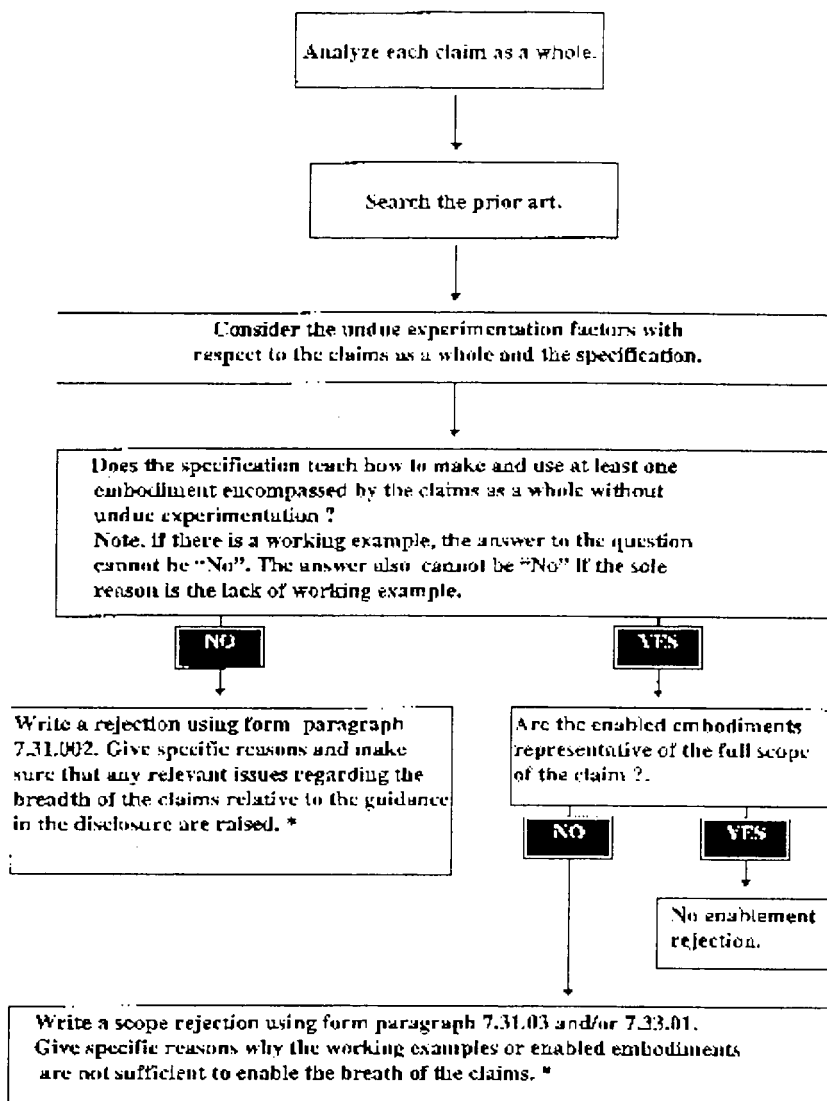 Analyze each claim as a whole.
Search the prior art.
Consider the undue experimentation factors with
respect to the claims as a whole and the specification.
Does the specification teach how to make and use at least one
embodiment encompassed by the claims as a whole without
undue experimentation ?
Note. if there is a working example, the answer to the question
cannot be "No". The answer also cannot be "No" If the sole
reason is the lack of working example.
NO
YES
Write a rejection using form paragraph
7.31.002. Give specific reasons and make
sure that any relevant issues regarding the
breadth of the claims relative to the guidance
in the disclosure are raised. *
Are the enabled embodiments
representative of the full scope
of the claim ?.
NO
YES
No enablement
rejection.
Write a scope rejection using form paragraph 7.31.03 and/or 7.33.01.
Give specific reasons why the working examples or enabled embodiments
are not sufficient to enable the breath of the claims. *